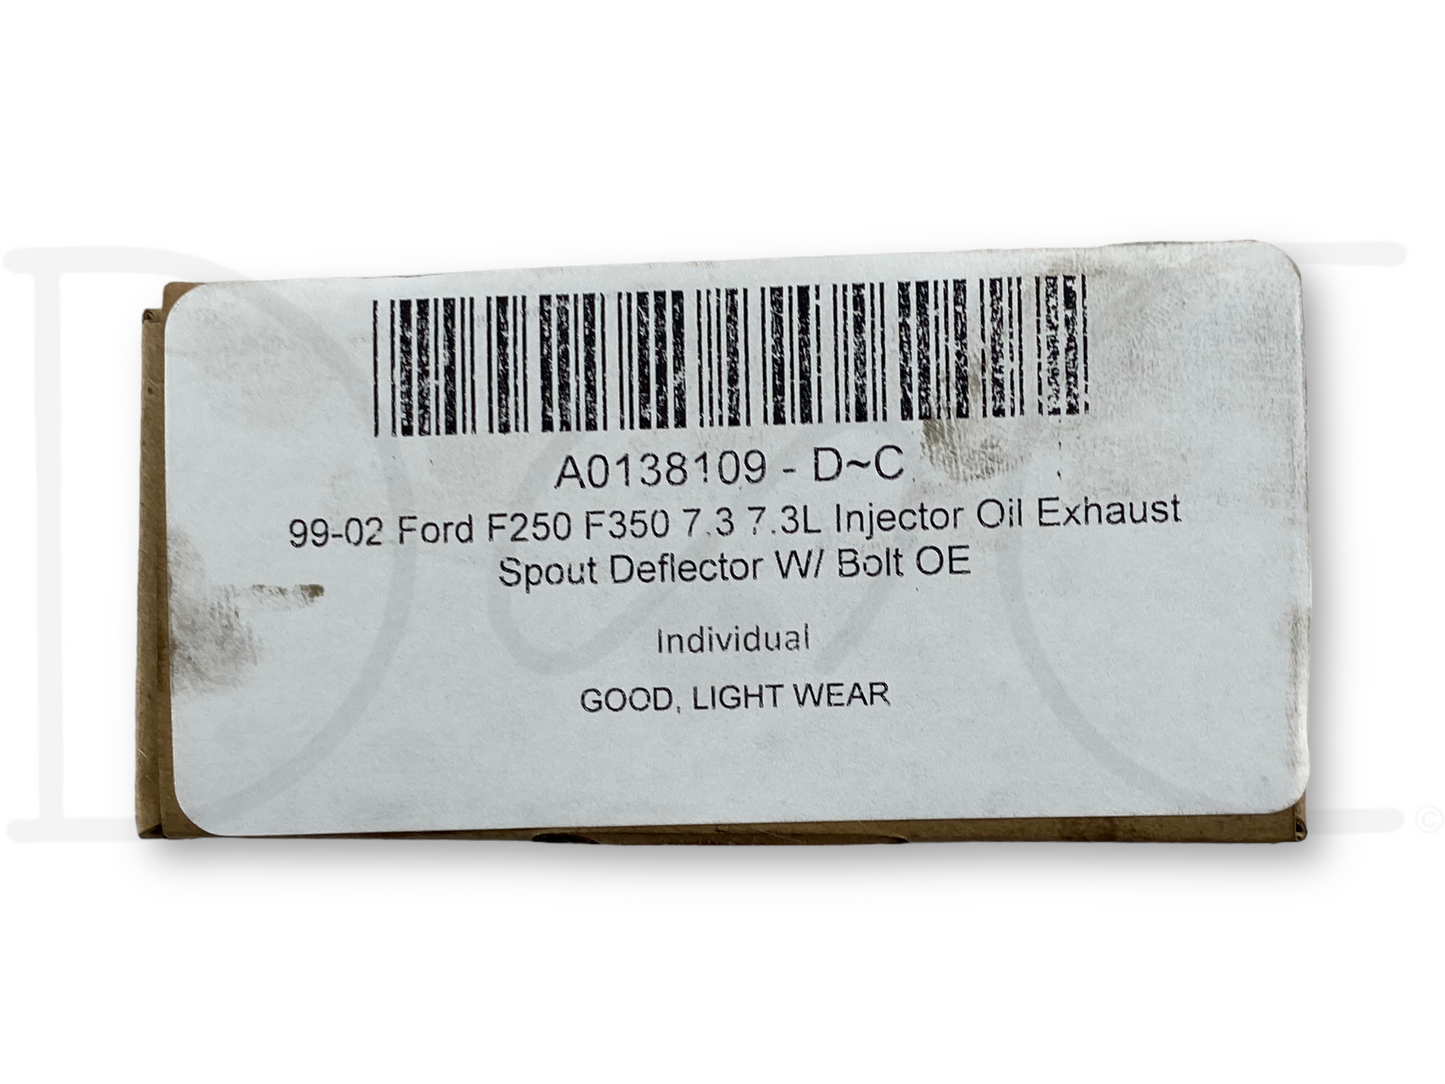 A0138109 - D~C
99-02 Ford F250 F350 7.3 7.3L Injector Oil Exhaust
Spout Deflector W/ Bolt OE
Individual
GOOD, LIGHT WEAR
©